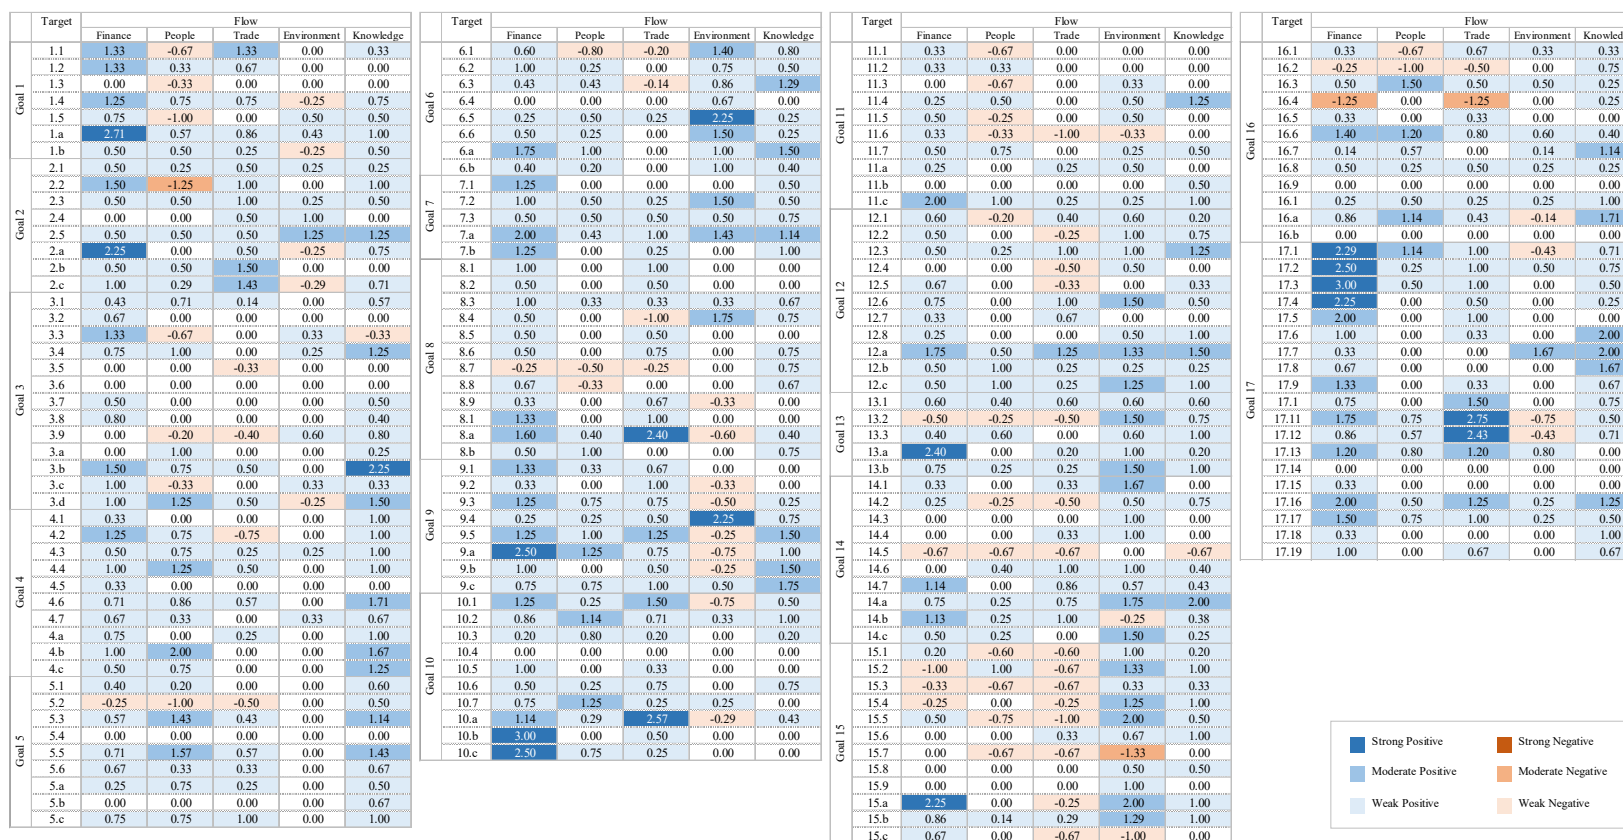 Target Flow
Finance People Trade Environment Knowledge
Goal 1
1.1 1.33 -0.67 1.33 0.00 0.33
1.2 1.33 0.33 0.67 0.00 0.00
1.3 0.00 -0.33 0.00 0.00 0.00
1.4 1.25 0.75 0.75 -0.25 0.75
1.5 0.75 -1.00 0.00 0.50 0.50
1.a 2.71 0.57 0.86 0.43 1.00
1.b 0.50 0.50 0.25 -0.25 0.50
Goal 2
2.1 0.50 0.25 0.50 0.25 0.25
2.2 1.50 -1.25 1.00 0.00 1.00
2.3 0.50 0.50 1.00 0.25 0.50
2.4 0.00 0.00 0.50 1.00 0.00
2.5 0.50 0.50 0.50 1.25 1.25
2.a 2.25 0.00 0.50 -0.25 0.75
2.b 0.50 0.50 1.50 0.00 0.00
2.c 1.00 0.29 1.43 -0.29 0.71
Goal 3
3.1 0.43 0.71 0.14 0.00 0.57
3.2 0.67 0.00 0.00 0.00 0.00
3.3 1.33 -0.67 0.00 0.33 -0.33
3.4 0.75 1.00 0.00 0.25 1.25
3.5 0.00 0.00 -0.33 0.00 0.00
3.6 0.00 0.00 0.00 0.00 0.00
3.7 0.50 0.00 0.00 0.00 0.50
3.8 0.80 0.00 0.00 0.00 0.40
3.9 0.00 -0.20 -0.40 0.60 0.80
3.a 0.00 1.00 0.00 0.00 0.25
3.b 1.50 0.75 0.50 0.00 2.25
3.c 1.00 -0.33 0.00 0.33 0.33
3.d 1.00 1.25 0.50 -0.25 1.50
Goal 4
4.1 0.33 0.00 0.00 0.00 1.00
4.2 1.25 0.75 -0.75 0.00 1.00
4.3 0.50 0.75 0.25 0.25 1.00
4.4 1.00 1.25 0.50 0.00 1.00
4.5 0.33 0.00 0.00 0.00 0.00
4.6 0.71 0.86 0.57 0.00 1.71
4.7 0.67 0.33 0.00 0.33 0.67
4.a 0.75 0.00 0.25 0.00 1.00
4.b 1.00 2.00 0.00 0.00 1.67
4.c 0.50 0.75 0.00 0.00 1.25
Goal 5
5.1 0.40 0.20 0.00 0.00 0.60
5.2 -0.25 -1.00 -0.50 0.00 0.50
5.3 0.57 1.43 0.43 0.00 1.14
5.4 0.00 0.00 0.00 0.00 0.00
5.5 0.71 1.57 0.57 0.00 1.43
5.6 0.67 0.33 0.33 0.00 0.67
5.a 0.25 0.75 0.25 0.00 0.50
5.b 0.00 0.00 0.00 0.00 0.67
5.c 0.75 0.75 1.00 0.00 1.00
Target Flow
Finance People Trade Environment Knowledge
Goal 6
6.1 0.60 -0.80 -0.20 1.40 0.80
6.2 1.00 0.25 0.00 0.75 0.50
6.3 0.43 0.43 -0.14 0.86 1.29
6.4 0.00 0.00 0.00 0.67 0.00
6.5 0.25 0.50 0.25 2.25 0.25
6.6 0.50 0.25 0.00 1.50 0.25
6.a 1.75 1.00 0.00 1.00 1.50
6.b 0.40 0.20 0.00 1.00 0.40
Goal 7
7.1 1.25 0.00 0.00 0.00 0.50
7.2 1.00 0.50 0.25 1.50 0.50
7.3 0.50 0.50 0.50 0.50 0.75
7.a 2.00 0.43 1.00 1.43 1.14
7.b 1.25 0.00 0.25 0.00 1.00
Goal 8
8.1 1.00 0.00 1.00 0.00 0.00
8.2 0.50 0.00 0.50 0.00 0.00
8.3 1.00 0.33 0.33 0.33 0.67
8.4 0.50 0.00 -1.00 1.75 0.75
8.5 0.50 0.00 0.50 0.00 0.00
8.6 0.50 0.00 0.75 0.00 0.75
8.7 -0.25 -0.50 -0.25 0.00 0.75
8.8 0.67 -0.33 0.00 0.00 0.67
8.9 0.33 0.00 0.67 -0.33 0.00
8.1 1.33 0.00 1.00 0.00 0.00
8.a 1.60 0.40 2.40 -0.60 0.40
8.b 0.50 1.00 0.00 0.00 0.75
Goal 9
9.1 1.33 0.33 0.67 0.00 0.00
9.2 0.33 0.00 1.00 -0.33 0.00
9.3 1.25 0.75 0.75 -0.50 0.25
9.4 0.25 0.25 0.50 2.25 0.75
9.5 1.25 1.00 1.25 -0.25 1.50
9.a 2.50 1.25 0.75 -0.75 1.00
9.b 1.00 0.00 0.50 -0.25 1.50
9.c 0.75 0.75 1.00 0.50 1.75
Goal 10
10.1 1.25 0.25 1.50 -0.75 0.50
10.2 0.86 1.14 0.71 0.33 1.00
10.3 0.20 0.80 0.20 0.00 0.20
10.4 0.00 0.00 0.00 0.00 0.00
10.5 1.00 0.00 0.33 0.00 0.00
10.6 0.50 0.25 0.75 0.00 0.75
10.7 0.75 1.25 0.25 0.25 0.00
10.a 1.14 0.29 2.57 -0.29 0.43
10.b 3.00 0.00 0.50 0.00 0.00
10.c 2.50 0.75 0.25 0.00 0.00
Target Flow
Finance People Trade Environment Knowledge
Goal 11
11.1 0.33 -0.67 0.00 0.00 0.00
11.2 0.33 0.33 0.00 0.00 0.00
11.3 0.00 -0.67 0.00 0.33 0.00
11.4 0.25 0.50 0.00 0.50 1.25
11.5 0.50 -0.25 0.00 0.50 0.00
11.6 0.33 -0.33 -1.00 -0.33 0.00
11.7 0.50 0.75 0.00 0.25 0.50
11.a 0.25 0.00 0.25 0.50 0.00
11.b 0.00 0.00 0.00 0.00 0.50
11.c 2.00 1.00 0.25 0.25 1.00
Goal 12
12.1 0.60 -0.20 0.40 0.60 0.20
12.2 0.50 0.00 -0.25 1.00 0.75
12.3 0.50 0.25 1.00 1.00 1.25
12.4 0.00 0.00 -0.50 0.50 0.00
12.5 0.67 0.00 -0.33 0.00 0.33
12.6 0.75 0.00 1.00 1.50 0.50
12.7 0.33 0.00 0.67 0.00 0.00
12.8 0.25 0.00 0.00 0.50 1.00
12.a 1.75 0.50 1.25 1.33 1.50
12.b 0.50 1.00 0.25 0.25 0.25
12.c 0.50 1.00 0.25 1.25 1.00
Goal 13
13.1 0.60 0.40 0.60 0.60 0.60
13.2 -0.50 -0.25 -0.50 1.50 0.75
13.3 0.40 0.60 0.00 0.60 1.00
13.a 2.40 0.00 0.20 0.20 0.20
13.b 0.75 0.25 0.25 1.50 1.00
Goal 14
14.1 0.33 0.00 0.33 1.67 0.00
14.2 0.25 -0.25 -0.50 0.50 0.75
14.3 0.00 0.00 0.00 1.00 0.00
14.4 0.00 0.00 0.33 1.00 0.00
14.5 -0.67 -0.67 -0.67 0.00 -0.67
14.6 0.00 0.40 1.00 1.00 0.40
14.7 1.14 0.00 0.86 0.57 0.43
14.a 0.75 0.25 0.75 1.75 2.00
14.b 1.13 0.25 1.00 -0.25 0.38
14.c 0.50 0.25 0.00 1.50 0.25
Goal 15
15.1 0.20 -0.60 -0.60 1.00 0.20
15.2 -1.00 1.00 -0.67 1.33 1.00
15.3 -0.33 -0.67 -0.67 0.33 0.33
15.4 -0.25 0.00 -0.25 1.25 1.00
15.5 0.50 -0.75 -1.00 2.00 0.50
15.6 0.00 0.00 0.33 0.67 1.00
15.7 0.00 -0.67 -0.67 -1.33 0.00
15.8 0.00 0.00 0.00 0.50 0.50
15.9 0.00 0.00 0.00 1.00 0.00
15.a 2.25 0.00 -0.25 2.00 1.00
15.b 0.86 0.14 0.29 1.29 1.00
15.c 0.67 0.00 -0.67 -1.00 0.00
Target Flow
Finance People Trade Environment Knowled
Goal 16
16.1 0.33 -0.67 0.67 0.33 0.33
16.2 -0.25 -1.00 -0.50 0.00 0.75
16.3 0.50 1.50 0.50 0.50 0.25
16.4 -1.25 0.00 -1.25 0.00 0.25
16.5 0.33 0.00 0.33 0.00 0.00
16.6 1.40 1.20 0.80 0.60 0.40
16.7 0.14 0.57 0.00 0.14 1.14
16.8 0.50 0.25 0.50 0.25 0.25
16.9 0.00 0.00 0.00 0.00 0.00
16.1 0.25 0.50 0.25 0.25 1.00
16.a 0.86 1.14 0.43 -0.14 1.71
16.b 0.00 0.00 0.00 0.00 0.00
Goal 17
17.1 2.29 1.14 1.00 -0.43 0.71
17.2 2.50 0.25 1.00 0.50 0.75
17.3 3.00 0.00 1.00 0.00 0.50
17.4 2.25 0.00 0.50 0.00 0.25
17.5 2.00 0.00 1.00 0.00 0.00
17.6 1.00 0.00 0.33 0.00 2.00
17.7 0.33 0.00 0.00 1.67 2.00
17.8 0.67 0.00 0.00 0.00 1.67
17.9 1.33 0.00 0.33 0.00 0.67
17.1 0.75 0.00 1.50 0.00 0.75
17.11 1.75 0.75 2.75 -0.75 0.50
17.12 0.86 0.57 2.43 -0.43 0.71
17.13 1.20 0.80 1.20 0.80 0.00
17.14 0.00 0.00 0.00 0.00 0.00
17.15 0.33 0.00 0.00 0.00 0.00
17.16 2.00 0.50 1.25 0.25 1.25
17.17 1.50 0.75 1.00 0.25 0.50
17.18 0.33 0.00 0.00 0.00 1.00
17.19 1.00 0.00 0.67 0.00 0.67
Strong Positive Strong Negative
Moderate Positive Moderate Negative
Weak Positive Weak Negative